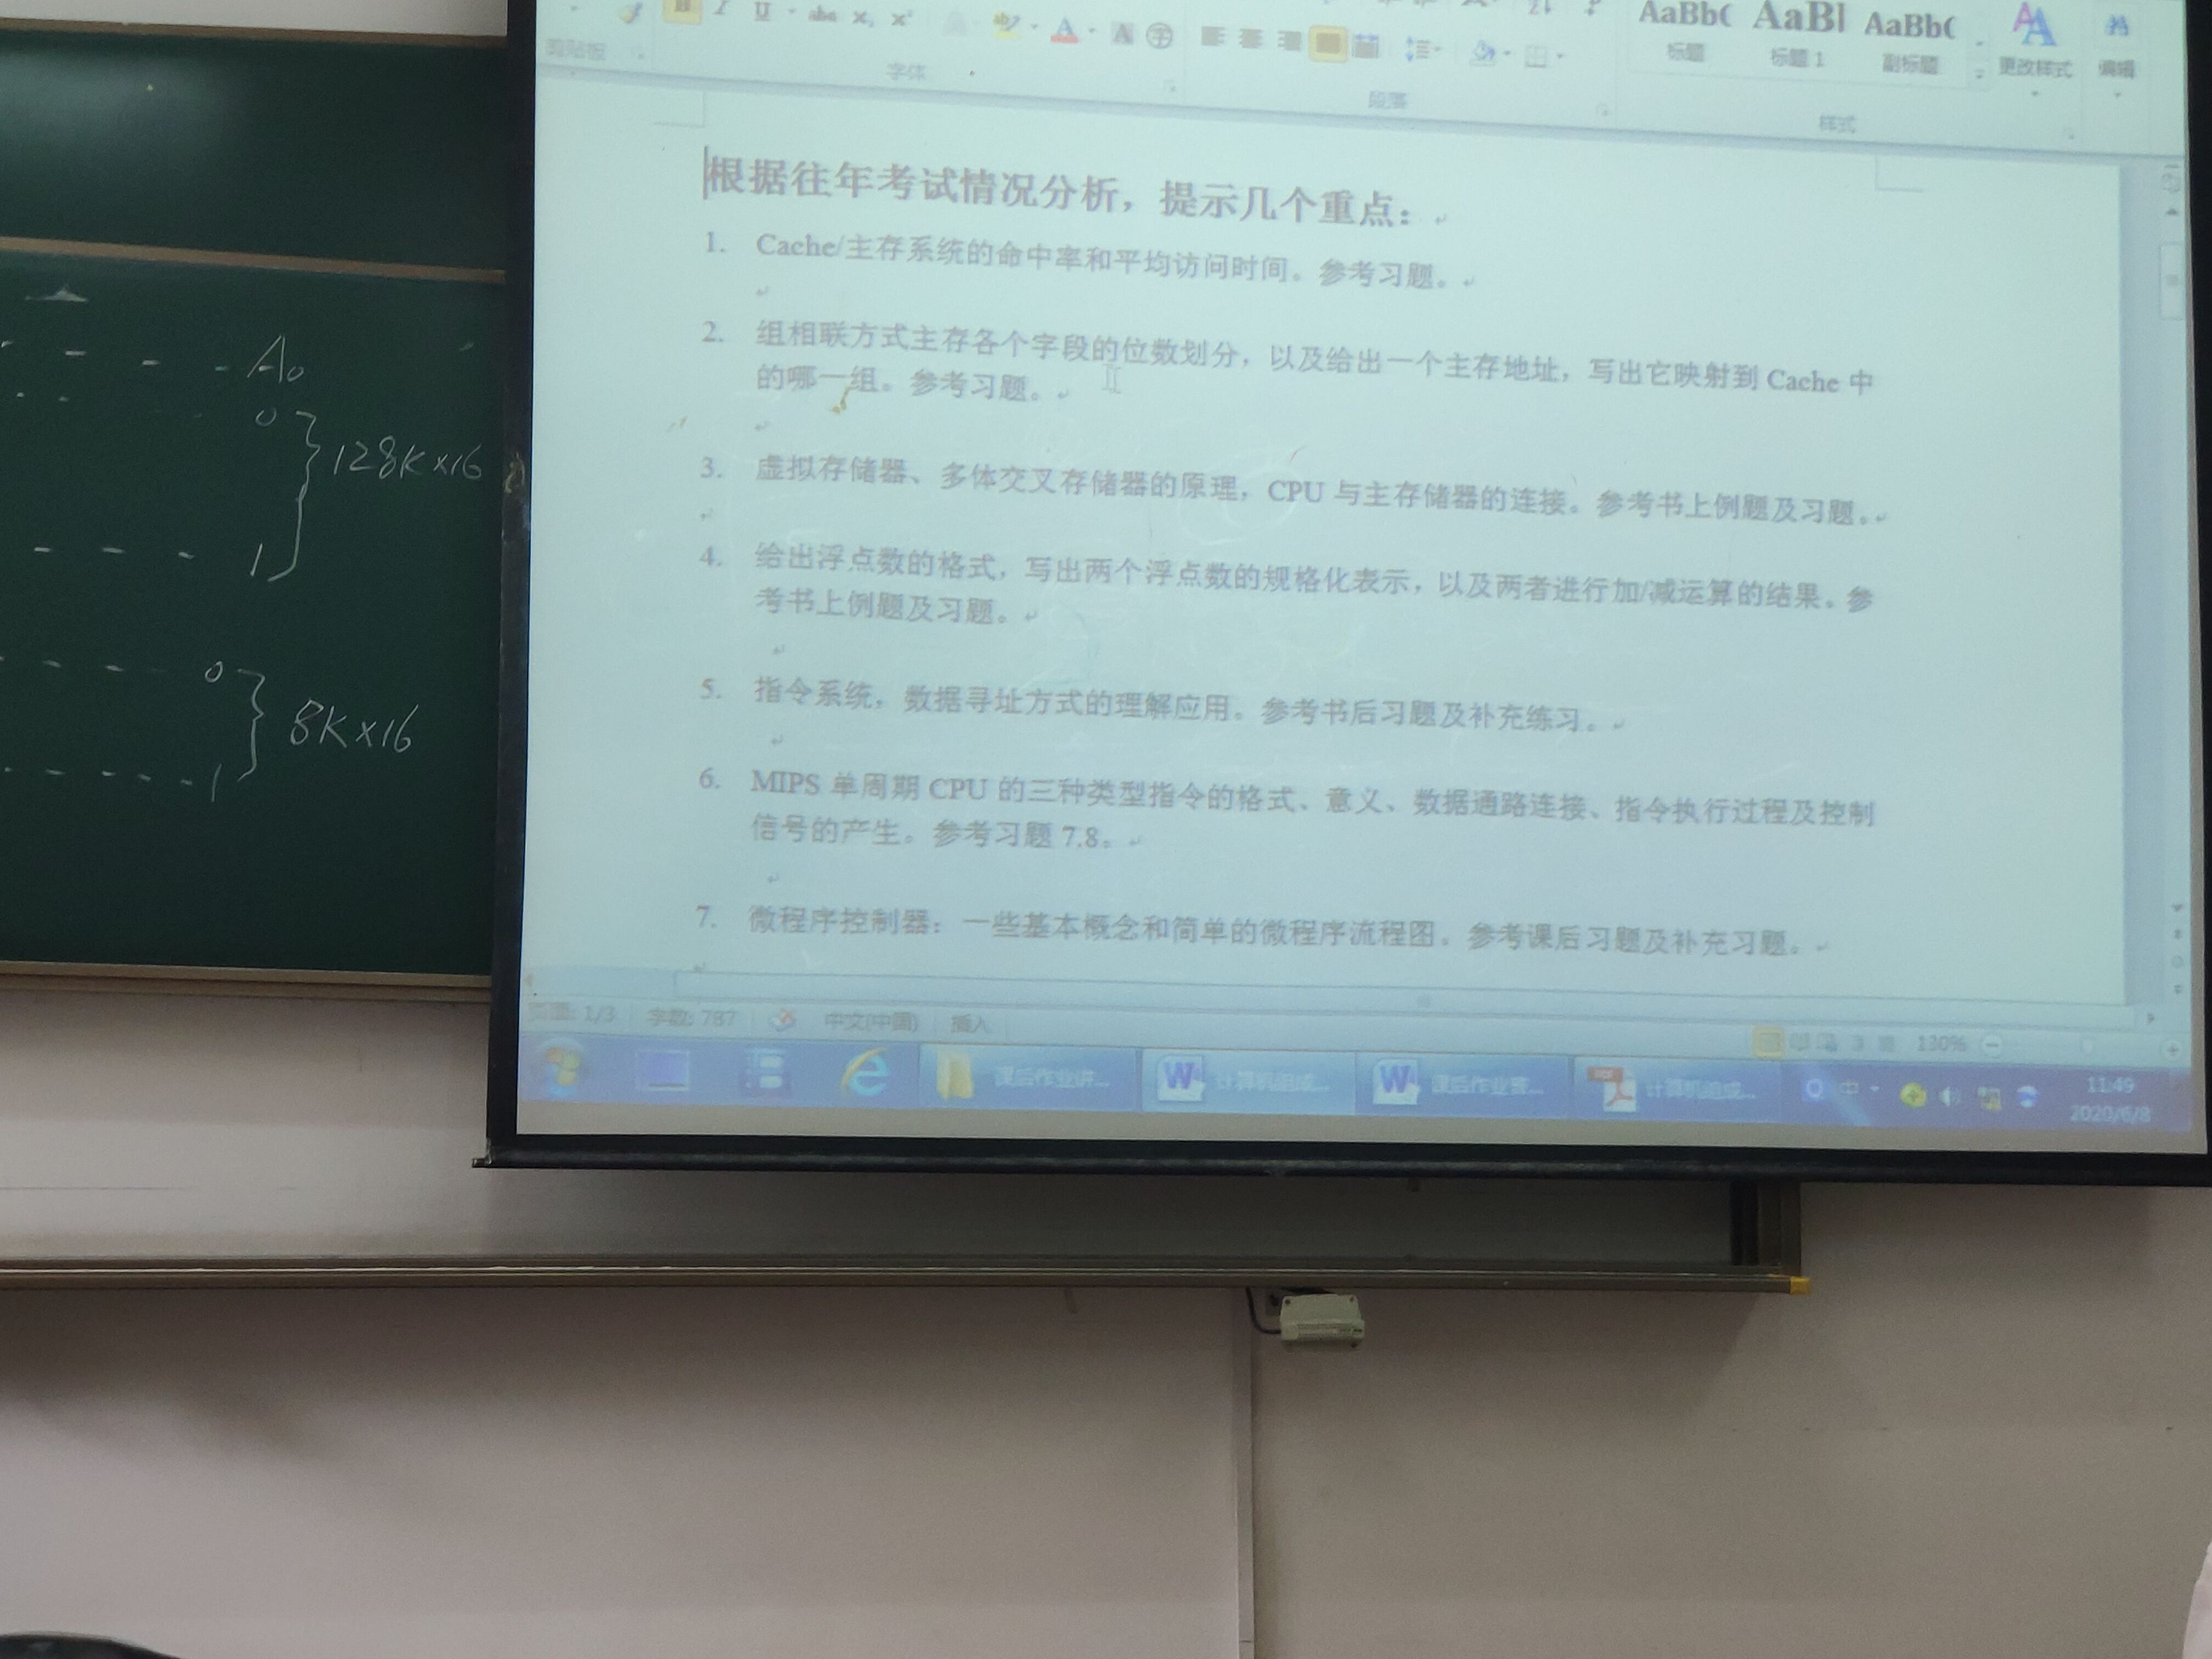 A₀
0
128K×16
1
0
8K×16
1
B I U abc x₂ x² A A 字
剪贴板 字体 段落 样式
AaBb( AaBl AaBb(
标题 标题 1 副标题 更改样式 编辑
根据往年考试情况分析，提示几个重点：
1. Cache/主存系统的命中率和平均访问时间。参考习题。
2. 组相联方式主存各个字段的位数划分，以及给出一个主存地址，写出它映射到 Cache 中
的哪一组。参考习题。
3. 虚拟存储器、多体交叉存储器的原理，CPU 与主存储器的连接。参考书上例题及习题。
4. 给出浮点数的格式，写出两个浮点数的规格化表示，以及两者进行加/减运算的结果。参
考书上例题及习题。
5. 指令系统，数据寻址方式的理解应用。参考书后习题及补充练习。
6. MIPS 单周期 CPU 的三种类型指令的格式、意义、数据通路连接、指令执行过程及控制
信号的产生。参考习题 7.8。
7. 微程序控制器：一些基本概念和简单的微程序流程图。参考课后习题及补充习题。
1/3 字数: 787 中文(中国) 插入 120%
课后作业讲... 计算机组成... 课后作业... 计算机组成... 中 11:49
2020/6/8